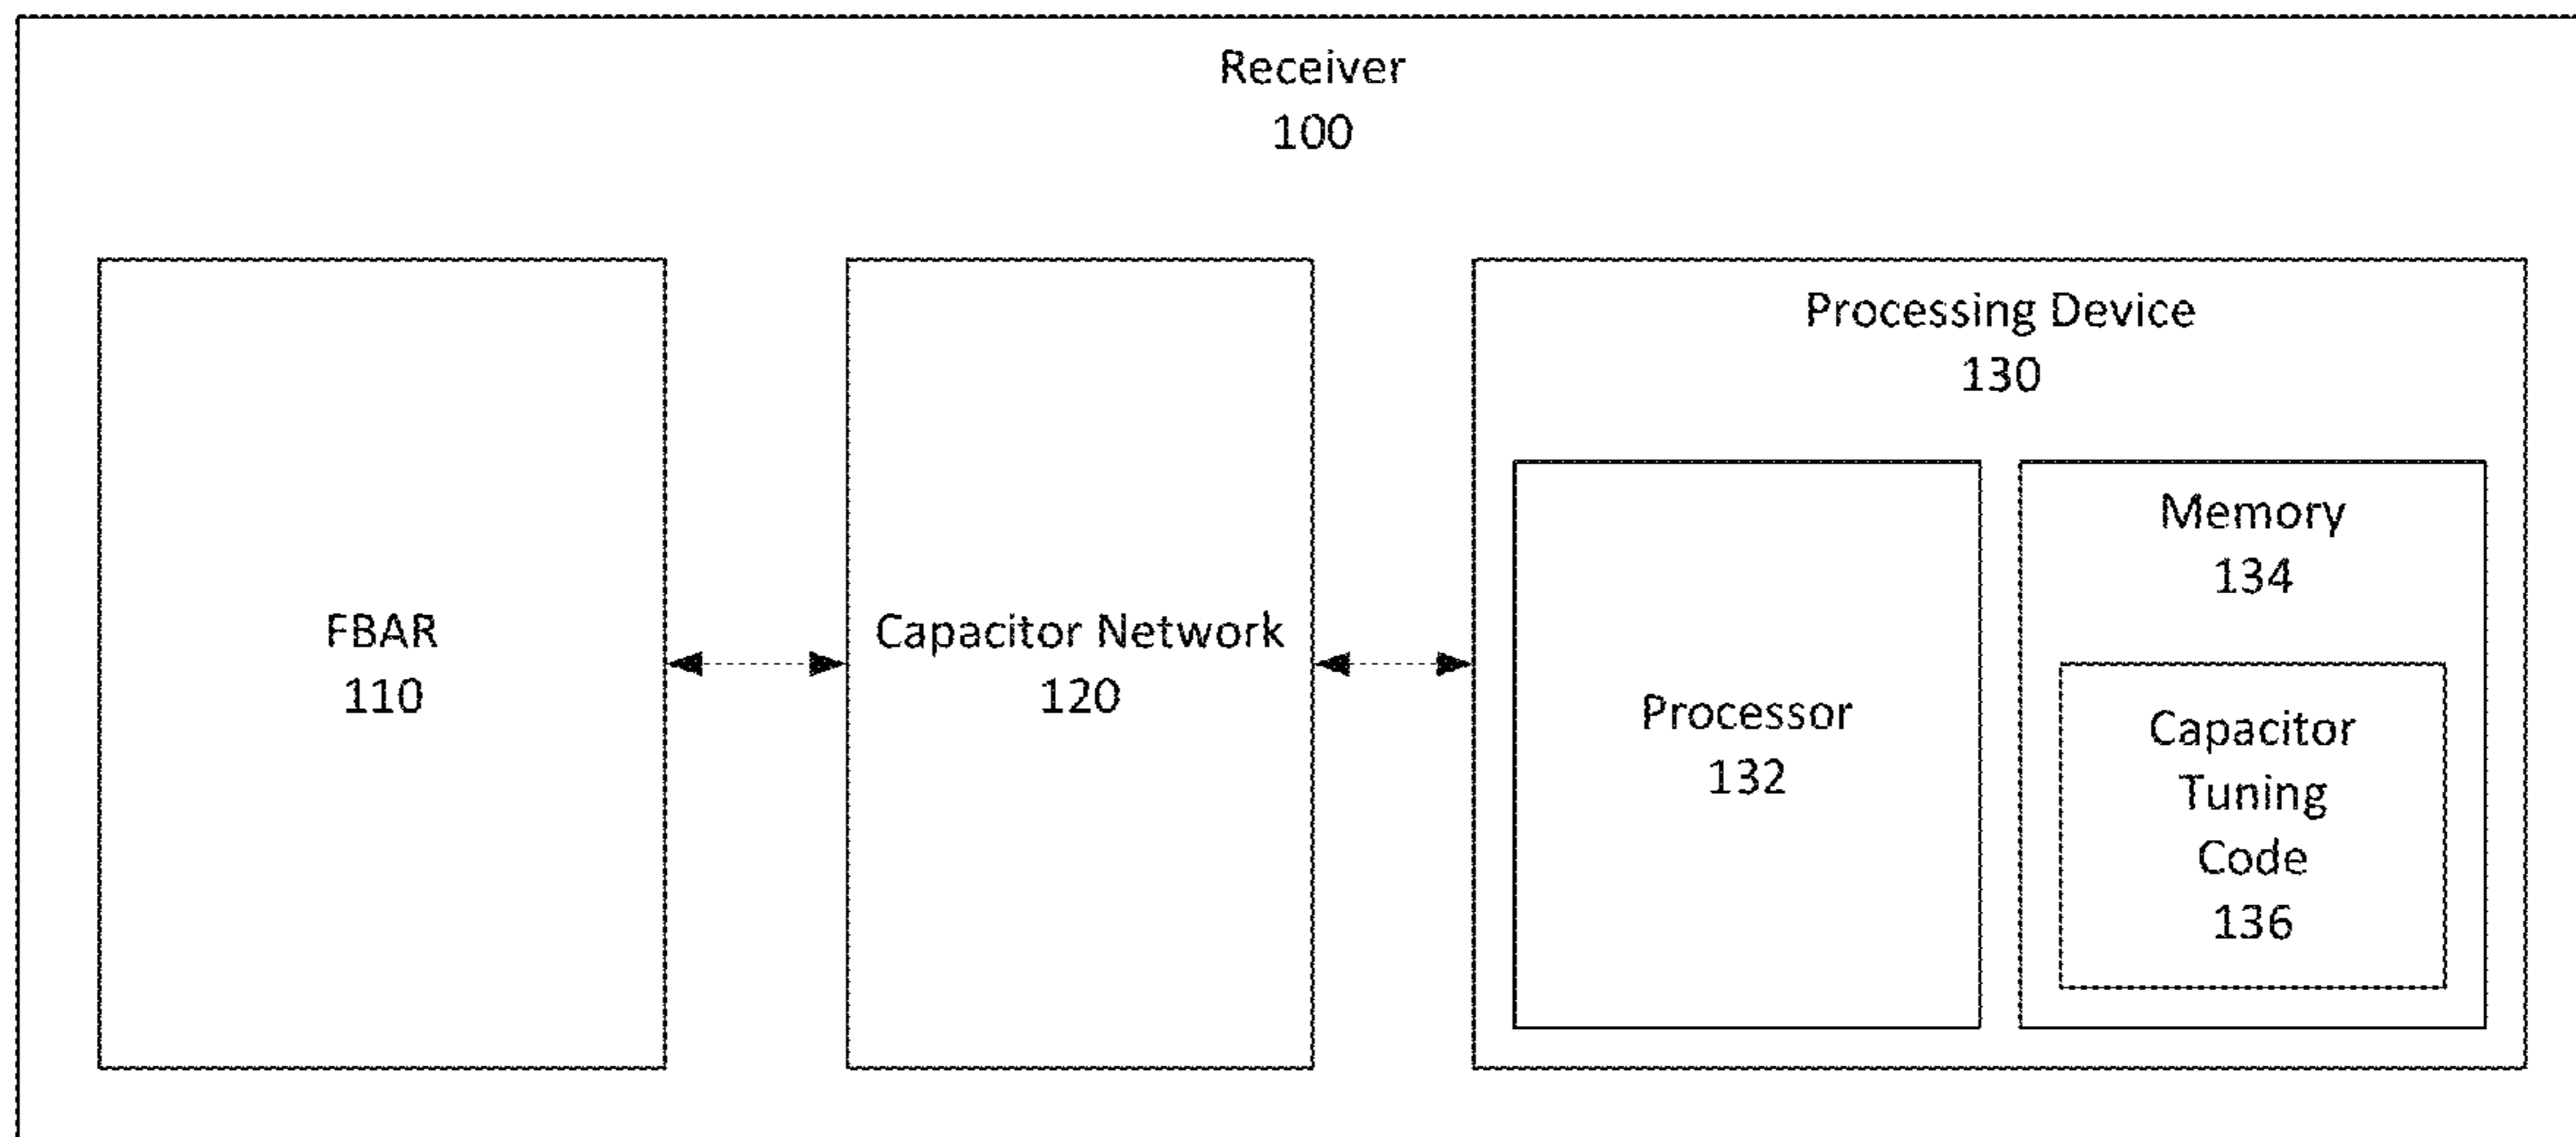 Receiver
100
FBAR
110
Capacitor Network
120
Processing Device
130
Processor
132
Memory
134
Capacitor
Tuning
Code
136